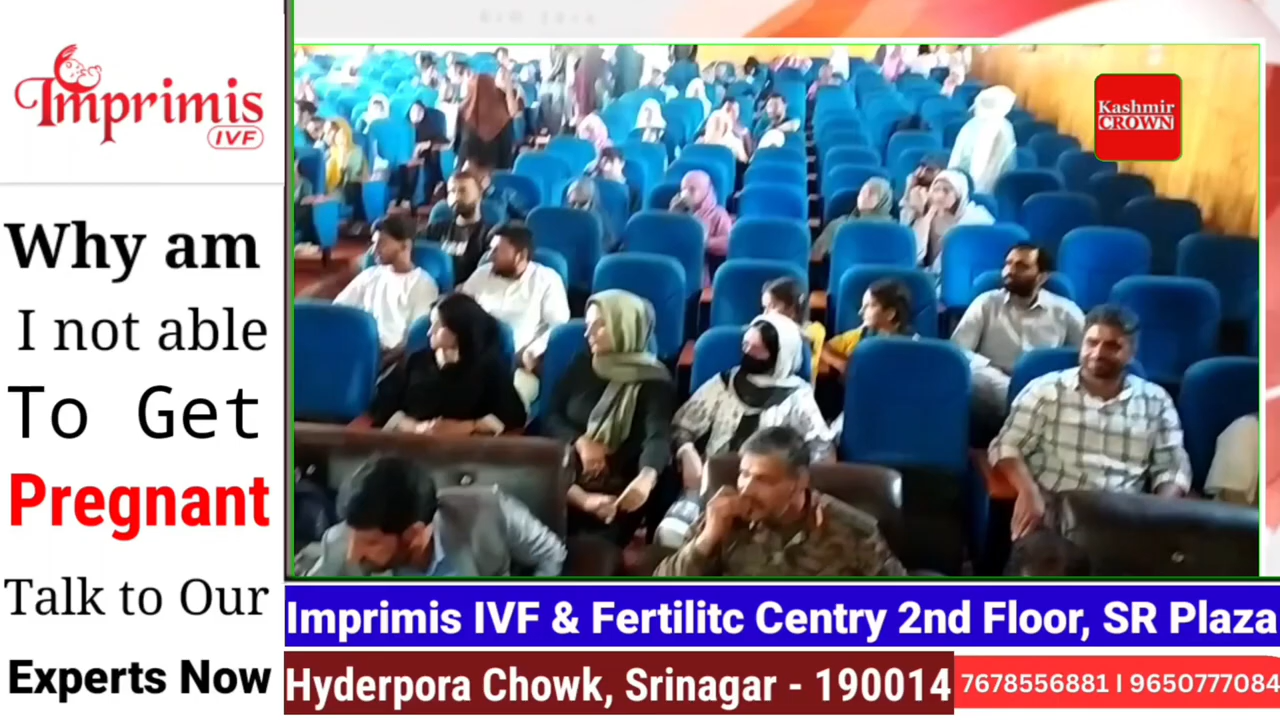 Imprimis
IVF
Why am
I not able
To Get
Pregnant
Talk to Our
Experts Now
Kashmir
CROWN
Imprimis IVF & Fertilitc Centry 2nd Floor, SR Plaza
Hyderpora Chowk, Srinagar - 190014
7678556881 I 9650777084